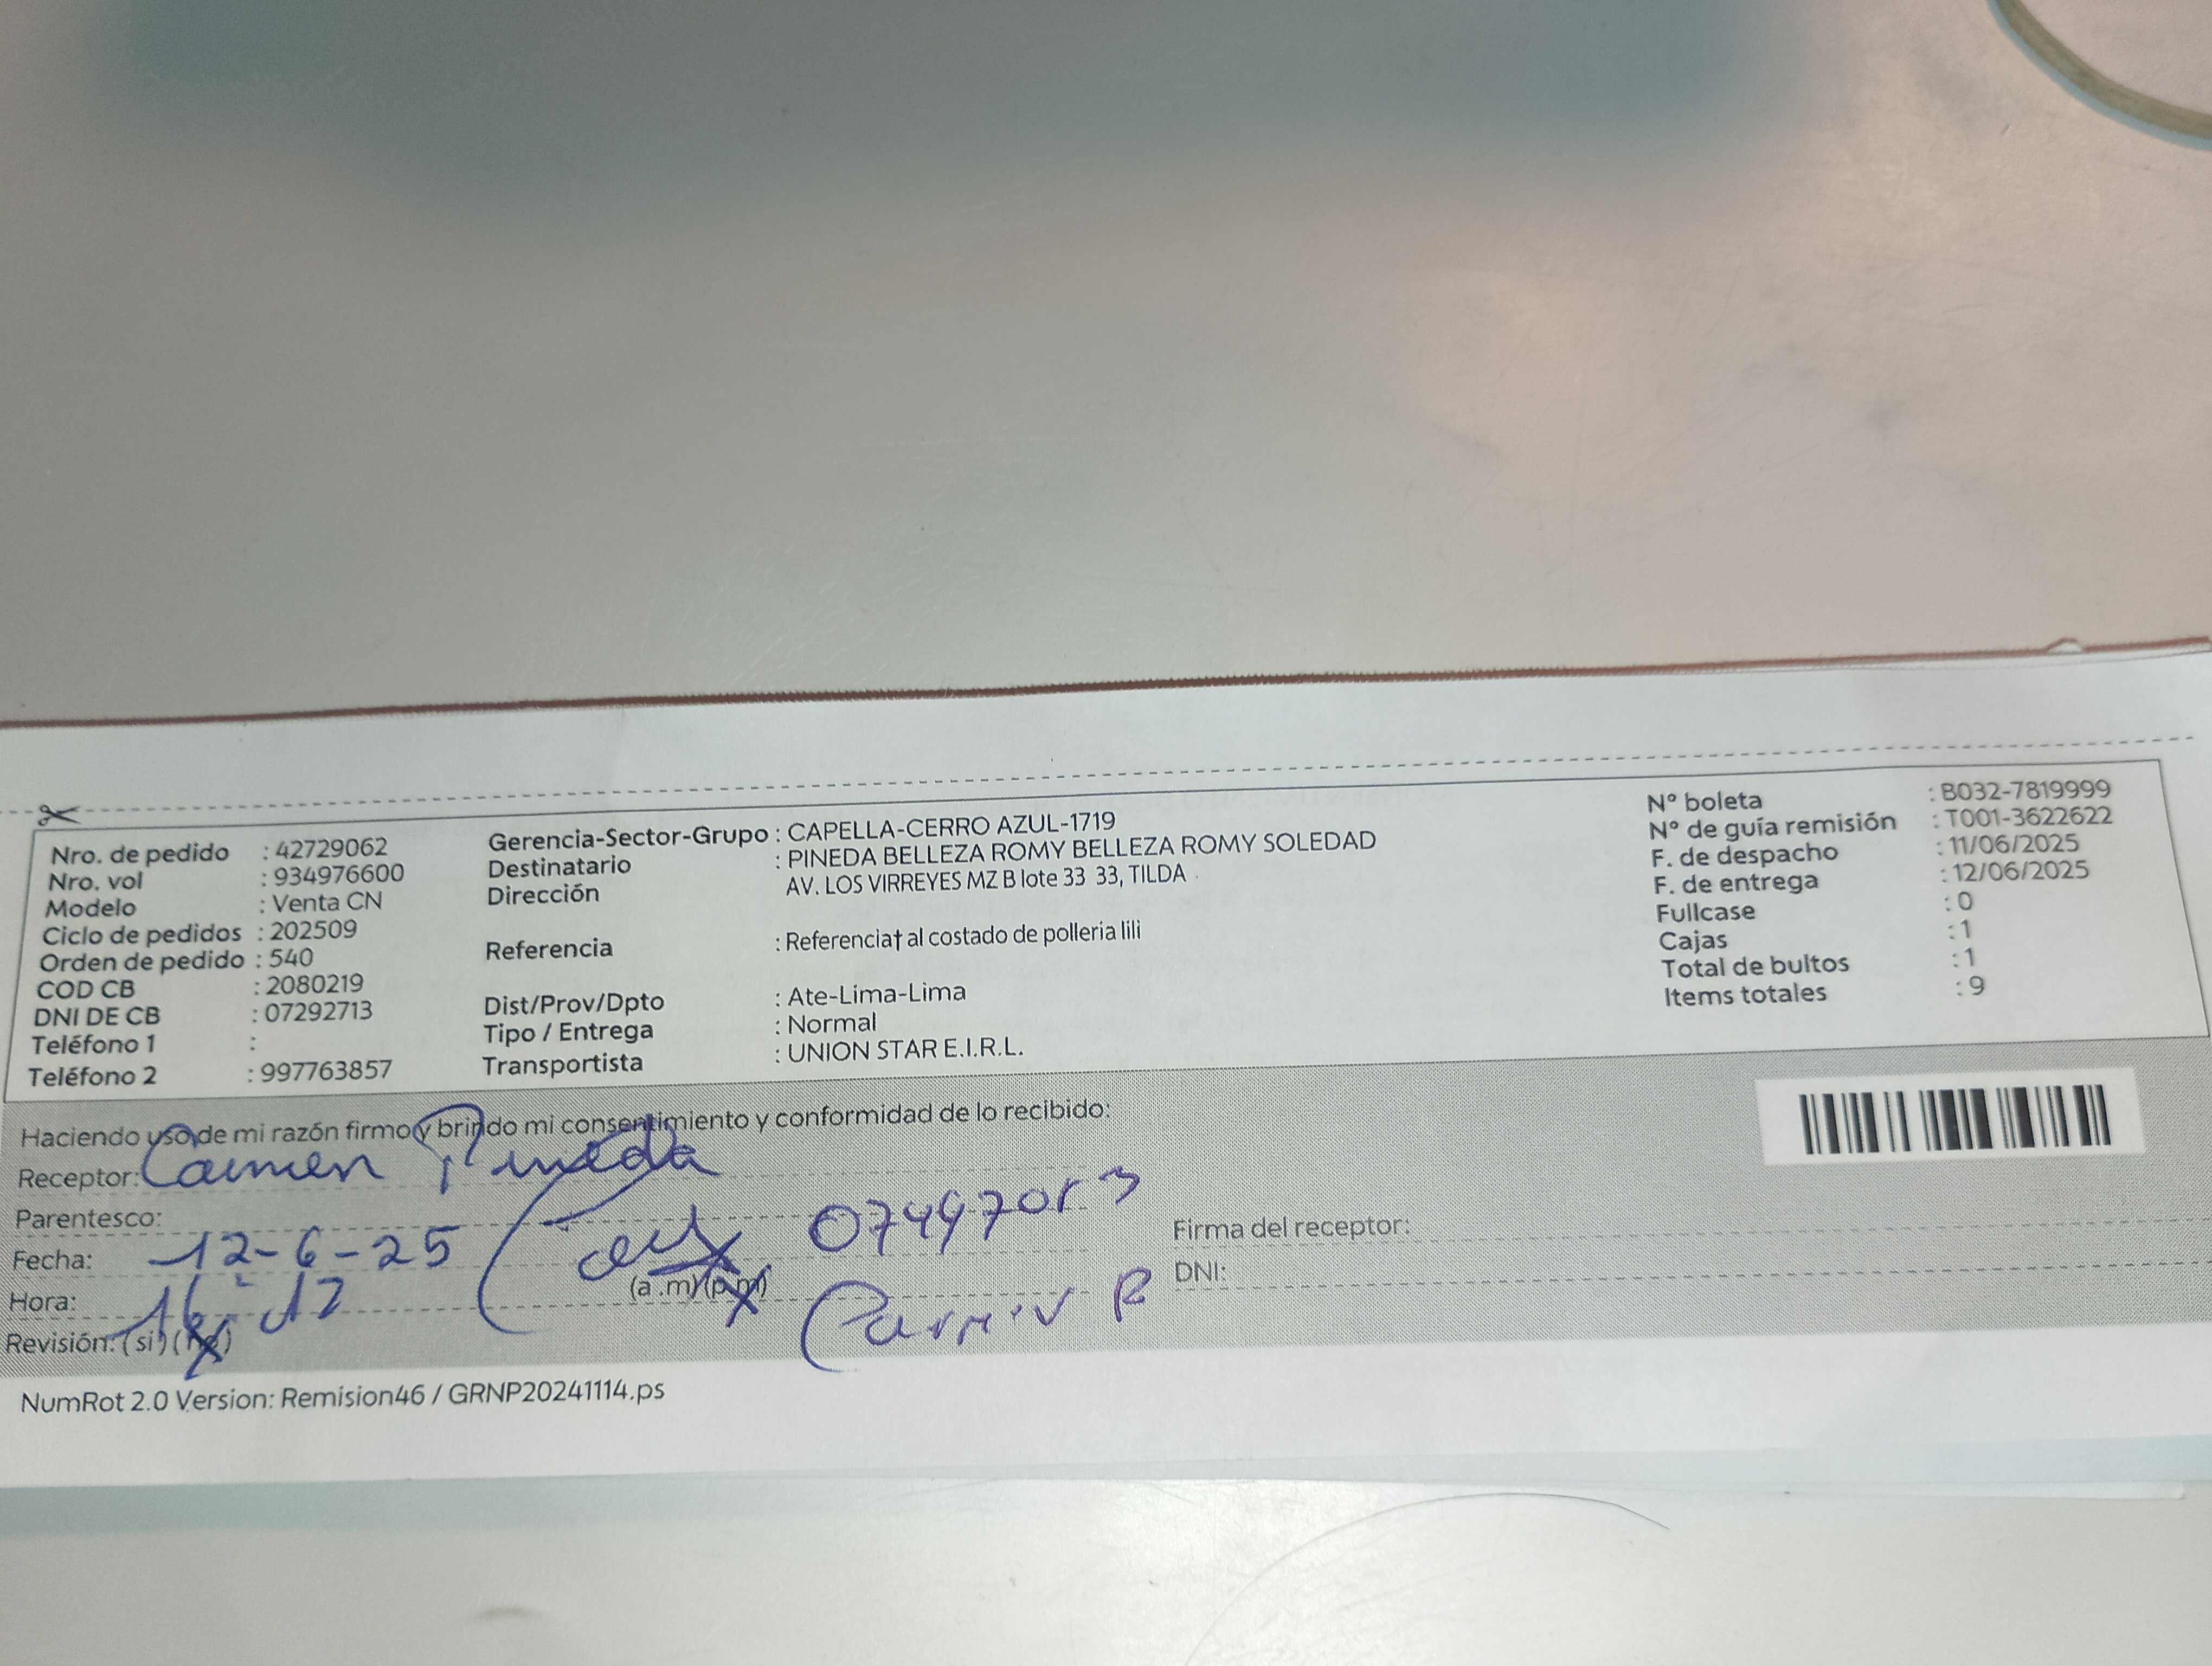 Nro. de pedido : 42729062
Nro. vol : 934976600
Modelo : Venta CN
Ciclo de pedidos : 202509
Orden de pedido : 540
COD CB : 2080219
DNI DE CB : 07292713
Teléfono 1 :
Teléfono 2 : 997763857
Gerencia-Sector-Grupo : CAPELLA-CERRO AZUL-1719
Destinatario : PINEDA BELLEZA ROMY BELLEZA ROMY SOLEDAD
Dirección AV. LOS VIRREYES MZ B lote 33 33, TILDA
Referencia : Referencia† al costado de polleria lili
Dist/Prov/Dpto : Ate-Lima-Lima
Tipo / Entrega : Normal
Transportista : UNION STAR E.I.R.L.
N° boleta : B032-7819999
N° de guía remisión : T001-3622622
F. de despacho : 11/06/2025
F. de entrega : 12/06/2025
Fullcase : 0
Cajas : 1
Total de bultos : 1
Items totales : 9
Haciendo uso de mi razón firmo y brindo mi consentimiento y conformidad de lo recibido:
Receptor: Carmen Pineda
Parentesco:
Fecha: 12-6-25
Hora: (a.m)(p.m)
Revisión: (si) (no)
Firma del receptor:
DNI:
NumRot 2.0 Version: Remision46 / GRNP20241114.ps